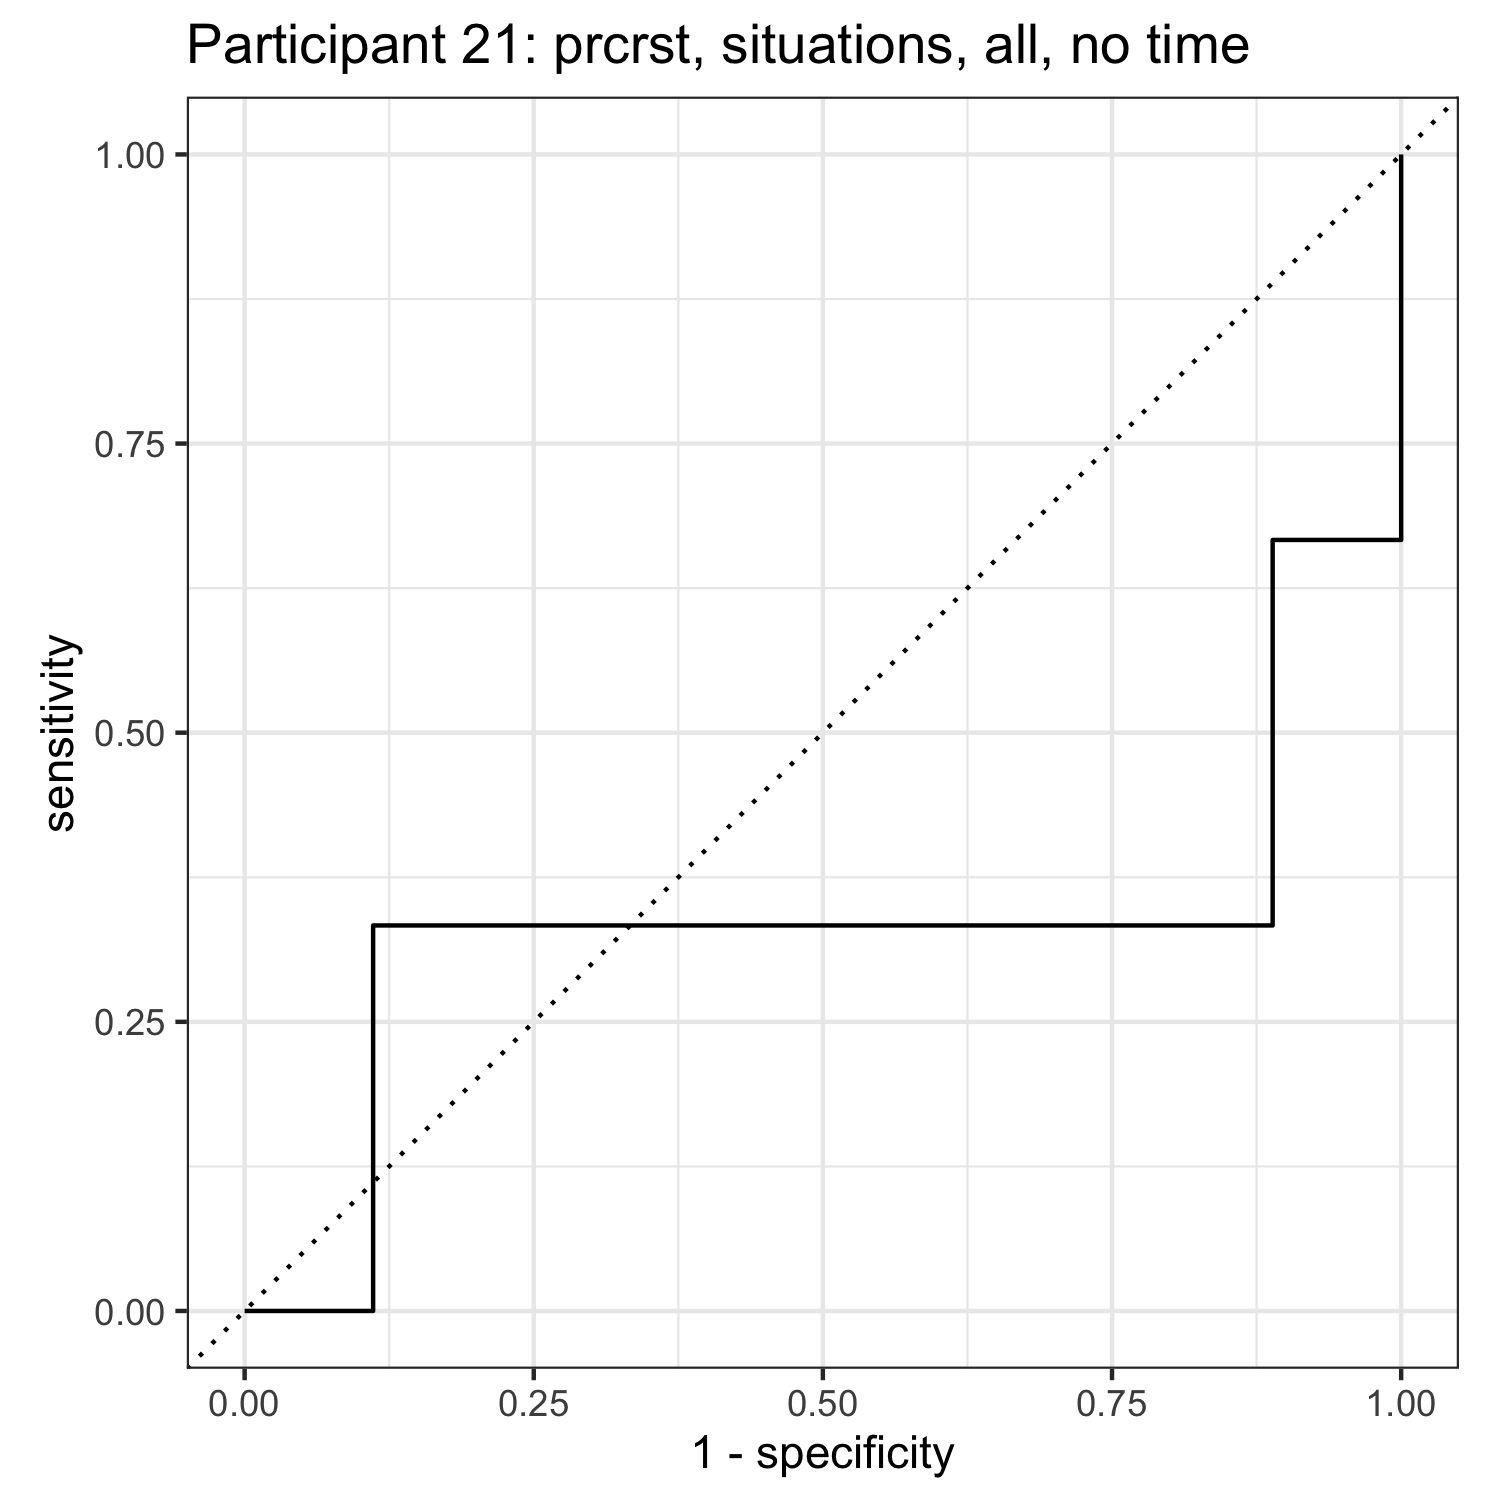 Participant 21: prcrst, situations, all, no time
1.00
0.75
0.50
0.25
0.00
sensitivity
0.00 0.25 0.50 0.75 1.00
1 - specificity